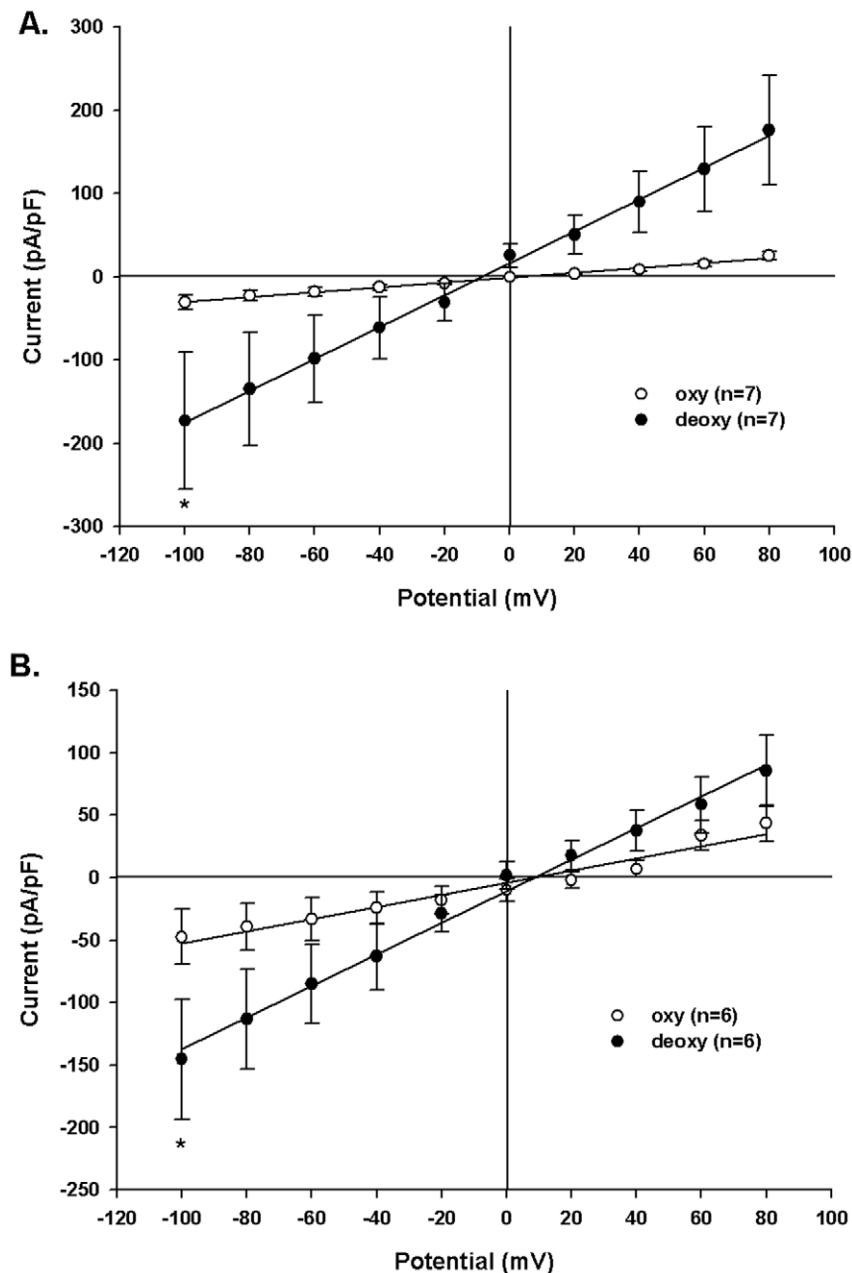 A.
300
200
100
0
-100
-200
-300
Current (pA/pF)
oxy (n=7)
deoxy (n=7)
*
-120 -100 -80 -60 -40 -20 0 20 40 60 80 100
Potential (mV)
B.
150
100
50
0
-50
-100
-150
-200
-250
Current (pA/pF)
oxy (n=6)
deoxy (n=6)
*
-120 -100 -80 -60 -40 -20 0 20 40 60 80 100
Potential (mV)